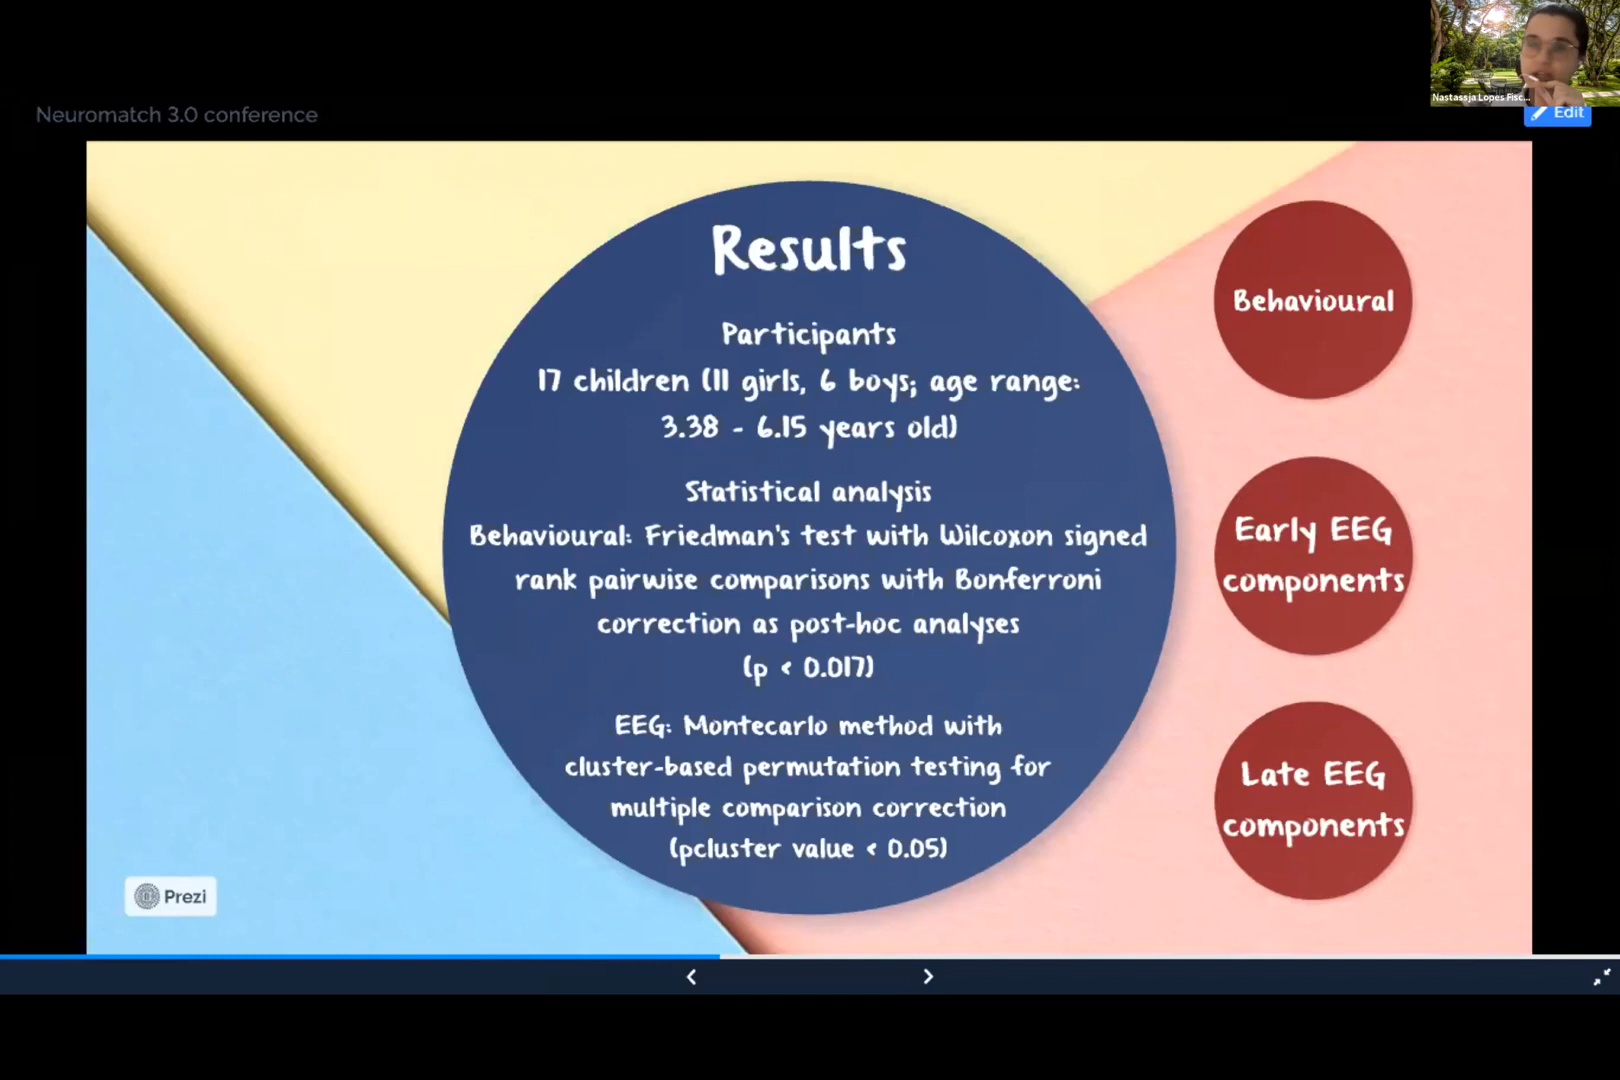 Nastassja Lopes Fisc...
Neuromatch 3.0 conference
Edit
Results
Participants
17 children (11 girls, 6 boys; age range:
3.38 - 6.15 years old)
Statistical analysis
Behavioural: Friedman's test with Wilcoxon signed
rank pairwise comparisons with Bonferroni
correction as post-hoc analyses
(p < 0.017)
EEG: Montecarlo method with
cluster-based permutation testing for
multiple comparison correction
(pcluster value < 0.05)
Behavioural
Early EEG
components
Late EEG
components
Prezi